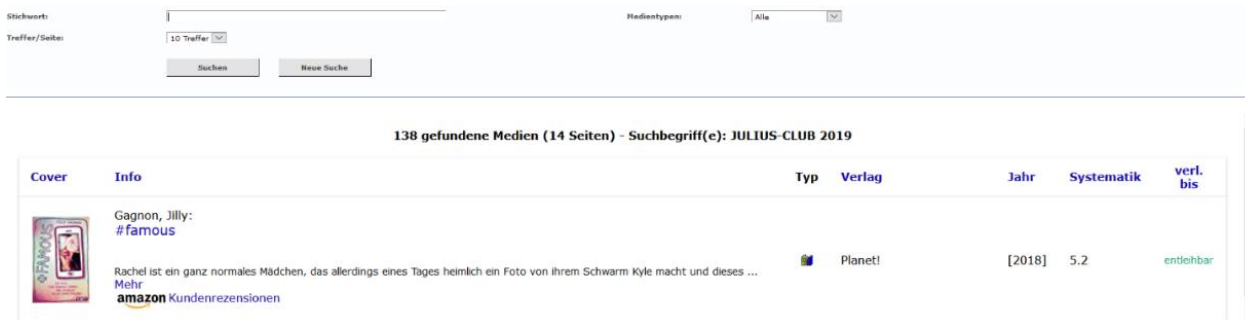 Stichwort:
Medientypen:
Alle
Treffer/Seite:
10 Treffer
Suchen
Neue Suche
138 gefundene Medien (14 Seiten) - Suchbegriff(e): JULIUS-CLUB 2019
Cover
Info
Typ
Verlag
Jahr
Systematik
verl.
bis
#FAMOUS
Gagnon, Jilly:
#famous
Rachel ist ein ganz normales Mädchen, das allerdings eines Tages heimlich ein Foto von ihrem Schwarm Kyle macht und dieses ...
Mehr
amazon Kundenrezensionen
Planet!
[2018]
5.2
entleihbar